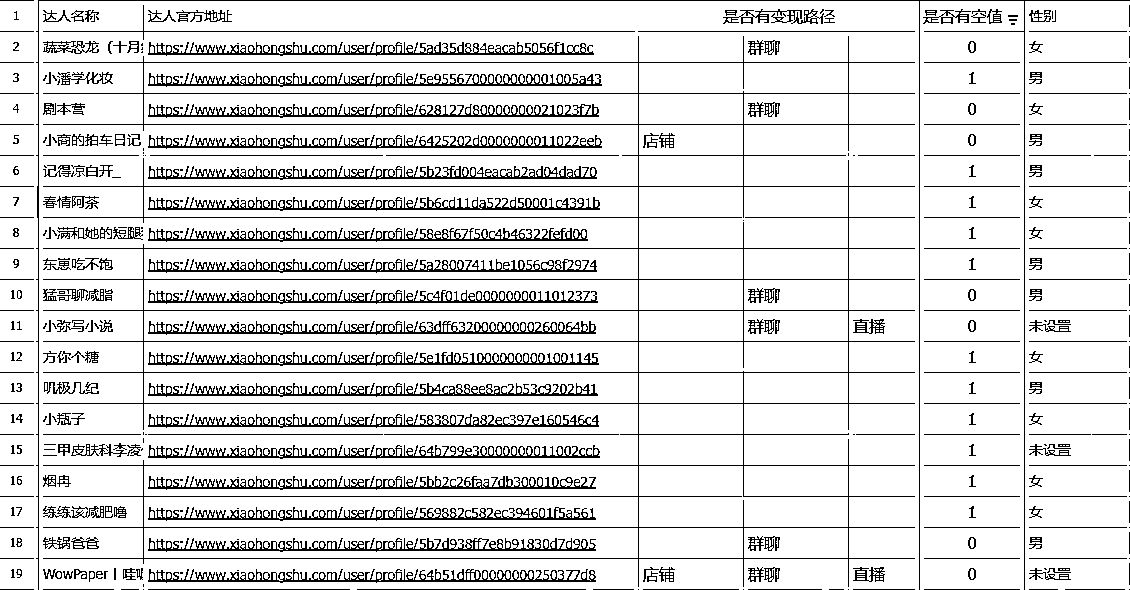 1 达人名称 达人官方地址 是否有变现路径 是否有空值 性别
2 蔬菜恐龙（十月 https://www.xiaohongshu.com/user/profile/5ad35d884eacab5056f1cc8c 群聊 0 女
3 小潘学化妆 https://www.xiaohongshu.com/user/profile/5e9556700000000001005a43 1 男
4 剧本营 https://www.xiaohongshu.com/user/profile/628127d80000000021023f7b 群聊 0 女
5 小商的拍车日记 https://www.xiaohongshu.com/user/profile/6425202d0000000011022eeb 店铺 0 男
6 记得凉白开_ https://www.xiaohongshu.com/user/profile/5b23fd004eacab2ad04dad70 1 男
7 春情阿茶 https://www.xiaohongshu.com/user/profile/5b6cd11da522d50001c4391b 1 女
8 小满和她的短腿 https://www.xiaohongshu.com/user/profile/58e8f67f50c4b46322fefd00 1 女
9 东崽吃不饱 https://www.xiaohongshu.com/user/profile/5a28007411be1056c98f2974 1 男
10 猛哥聊减脂 https://www.xiaohongshu.com/user/profile/5c4f01de0000000011012373 群聊 0 男
11 小弥写小说 https://www.xiaohongshu.com/user/profile/63dff63200000000260064bb 群聊 直播 0 未设置
12 方你个糖 https://www.xiaohongshu.com/user/profile/5e1fd0510000000001001145 1 女
13 叽极几纪 https://www.xiaohongshu.com/user/profile/5b4ca88ee8ac2b53c9202b41 1 男
14 小瓶子 https://www.xiaohongshu.com/user/profile/583807da82ec397e160546c4 1 女
15 三甲皮肤科李凌 https://www.xiaohongshu.com/user/profile/64b799e30000000011002ccb 1 未设置
16 烟冉 https://www.xiaohongshu.com/user/profile/5bb2c26faa7db300010c9e27 1 女
17 练练该减肥噜 https://www.xiaohongshu.com/user/profile/569882c582ec394601f5a561 1 女
18 铁锅爸爸 https://www.xiaohongshu.com/user/profile/5b7d938ff7e8b91830d7d905 群聊 0 男
19 WowPaper丨哇 https://www.xiaohongshu.com/user/profile/64b51dff00000000250377d8 店铺 群聊 直播 0 未设置